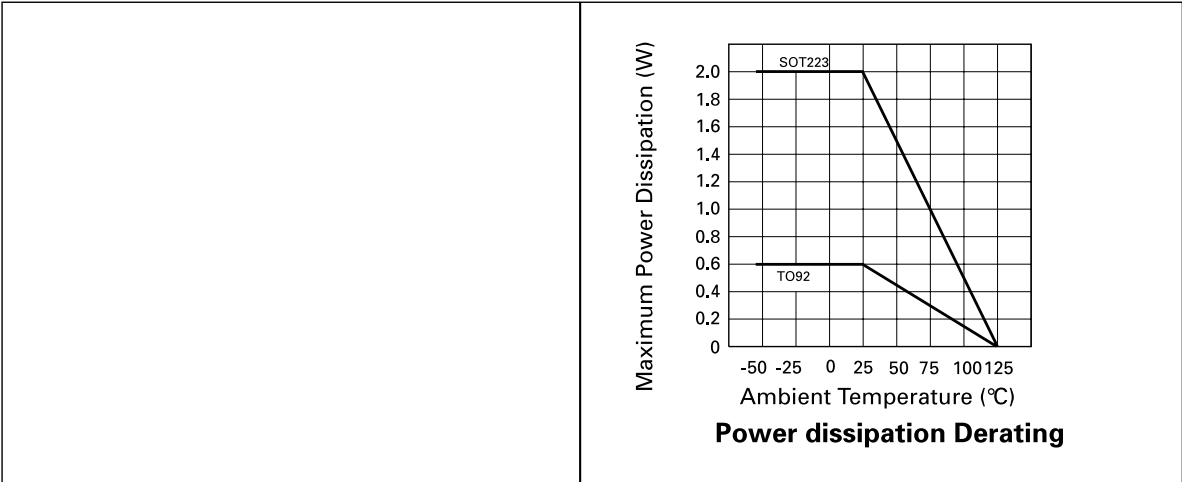 Maximum Power Dissipation (W)
SOT223
2.0
1.8
1.6
1.4
1.2
1.0
0.8
0.6
TO92
0.4
0.2
0
-50 -25 0 25 50 75 100 125
Ambient Temperature (°C)
Power dissipation Derating